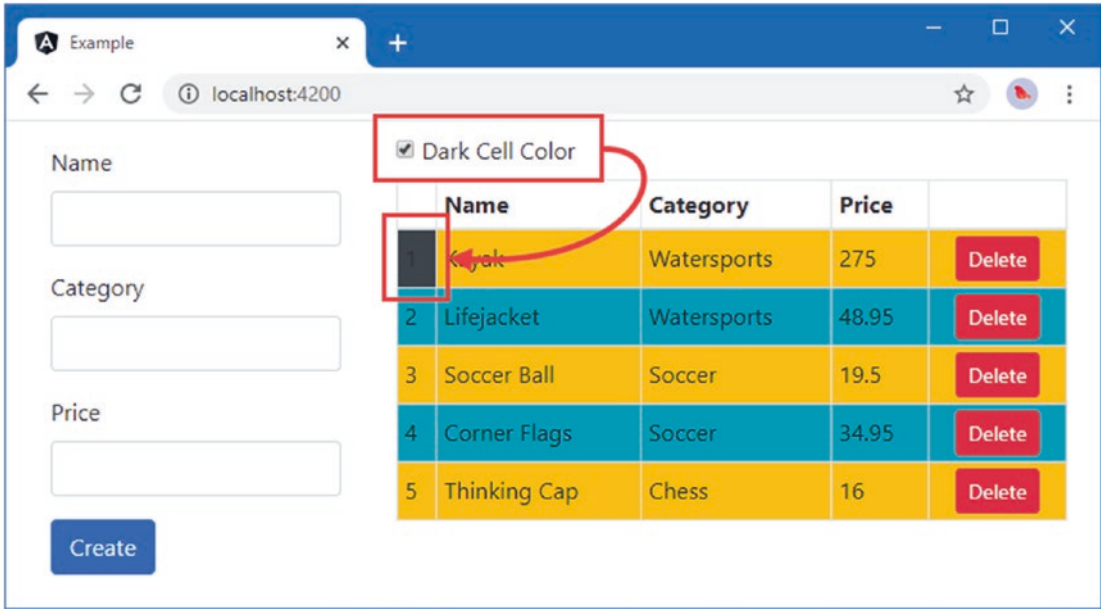 Example
localhost:4200
Name
Category
Price
Create
Dark Cell Color
Name Category Price
1 Kayak Watersports 275 Delete
2 Lifejacket Watersports 48.95 Delete
3 Soccer Ball Soccer 19.5 Delete
4 Corner Flags Soccer 34.95 Delete
5 Thinking Cap Chess 16 Delete